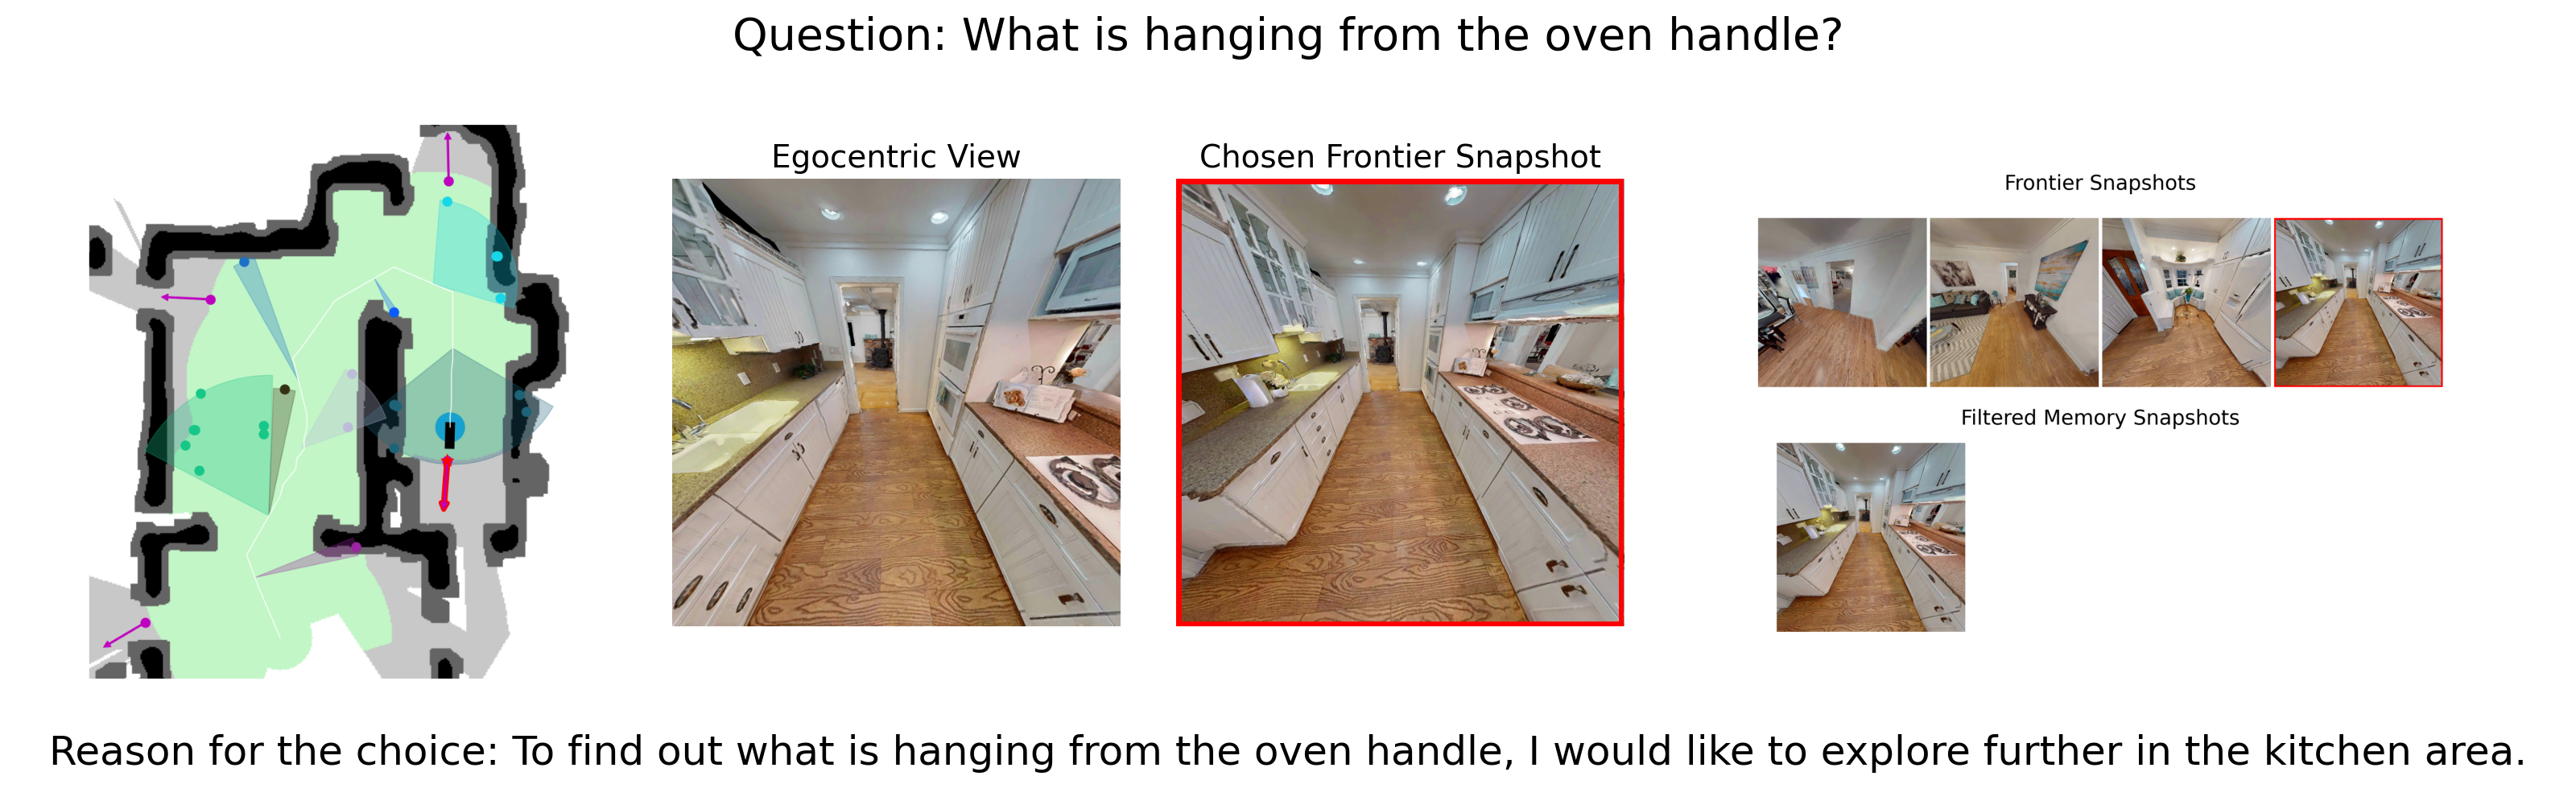 Question: What is hanging from the oven handle?
Egocentric View
Chosen Frontier Snapshot
Frontier Snapshots
Filtered Memory Snapshots
Reason for the choice: To find out what is hanging from the oven handle, I would like to explore further in the kitchen area.